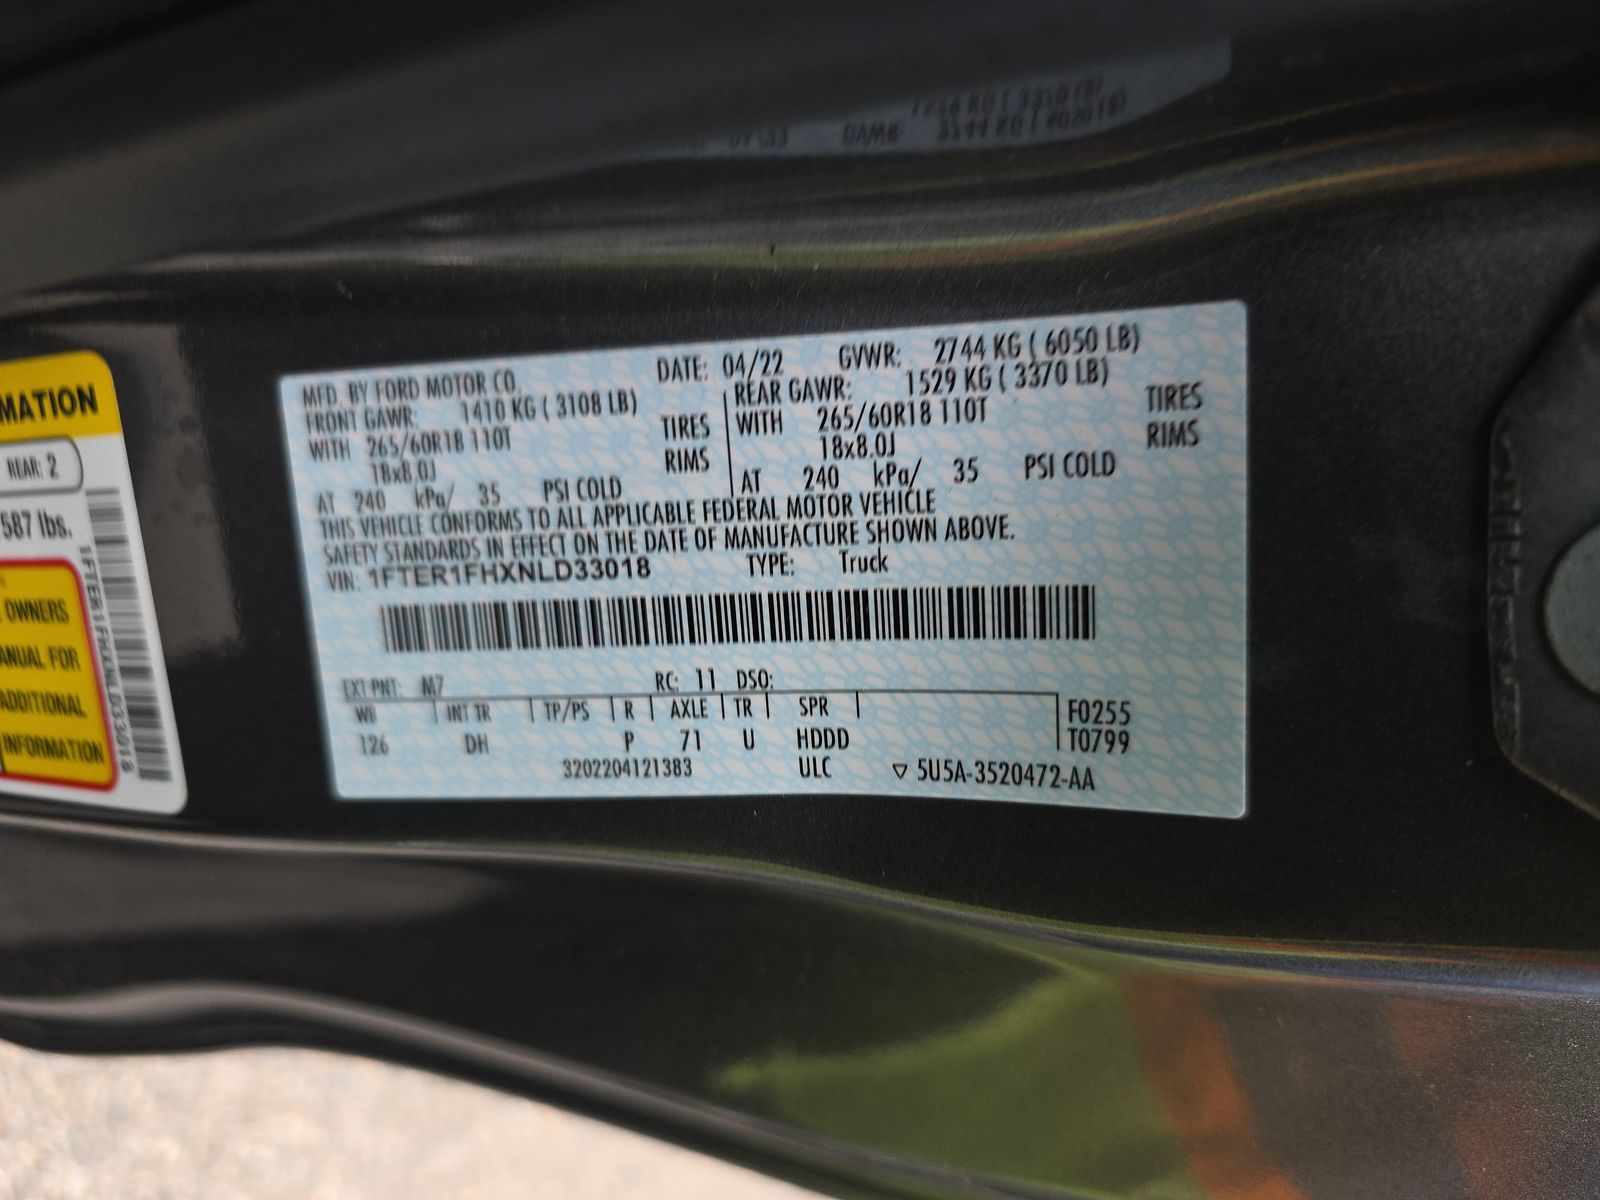 MFD. BY FORD MOTOR CO. DATE: 04/22 GVWR: 2744 KG ( 6050 LB)
FRONT GAWR: 1410 KG ( 3108 LB) REAR GAWR: 1529 KG ( 3370 LB)
WITH 265/60R18 110T TIRES WITH 265/60R18 110T TIRES
18x8.0J RIMS 18x8.0J RIMS
AT 240 kPa/ 35 PSI COLD AT 240 kPa/ 35 PSI COLD
THIS VEHICLE CONFORMS TO ALL APPLICABLE FEDERAL MOTOR VEHICLE
SAFETY STANDARDS IN EFFECT ON THE DATE OF MANUFACTURE SHOWN ABOVE.
VIN: 1FTER1FHXNLD33018 TYPE: Truck
EXT PNT: M7 RC: 11 DSO:
WB INT TR TP/PS R AXLE TR SPR F0255
126 DH P 71 U HDDD T0799
3202204121383 ULC ▽ 5U5A-3520472-AA
MATION
REAR: 2
587 lbs.
OWNERS
ANUAL FOR
ADDITIONAL
INFORMATION
1FTER1FHXNLD33018